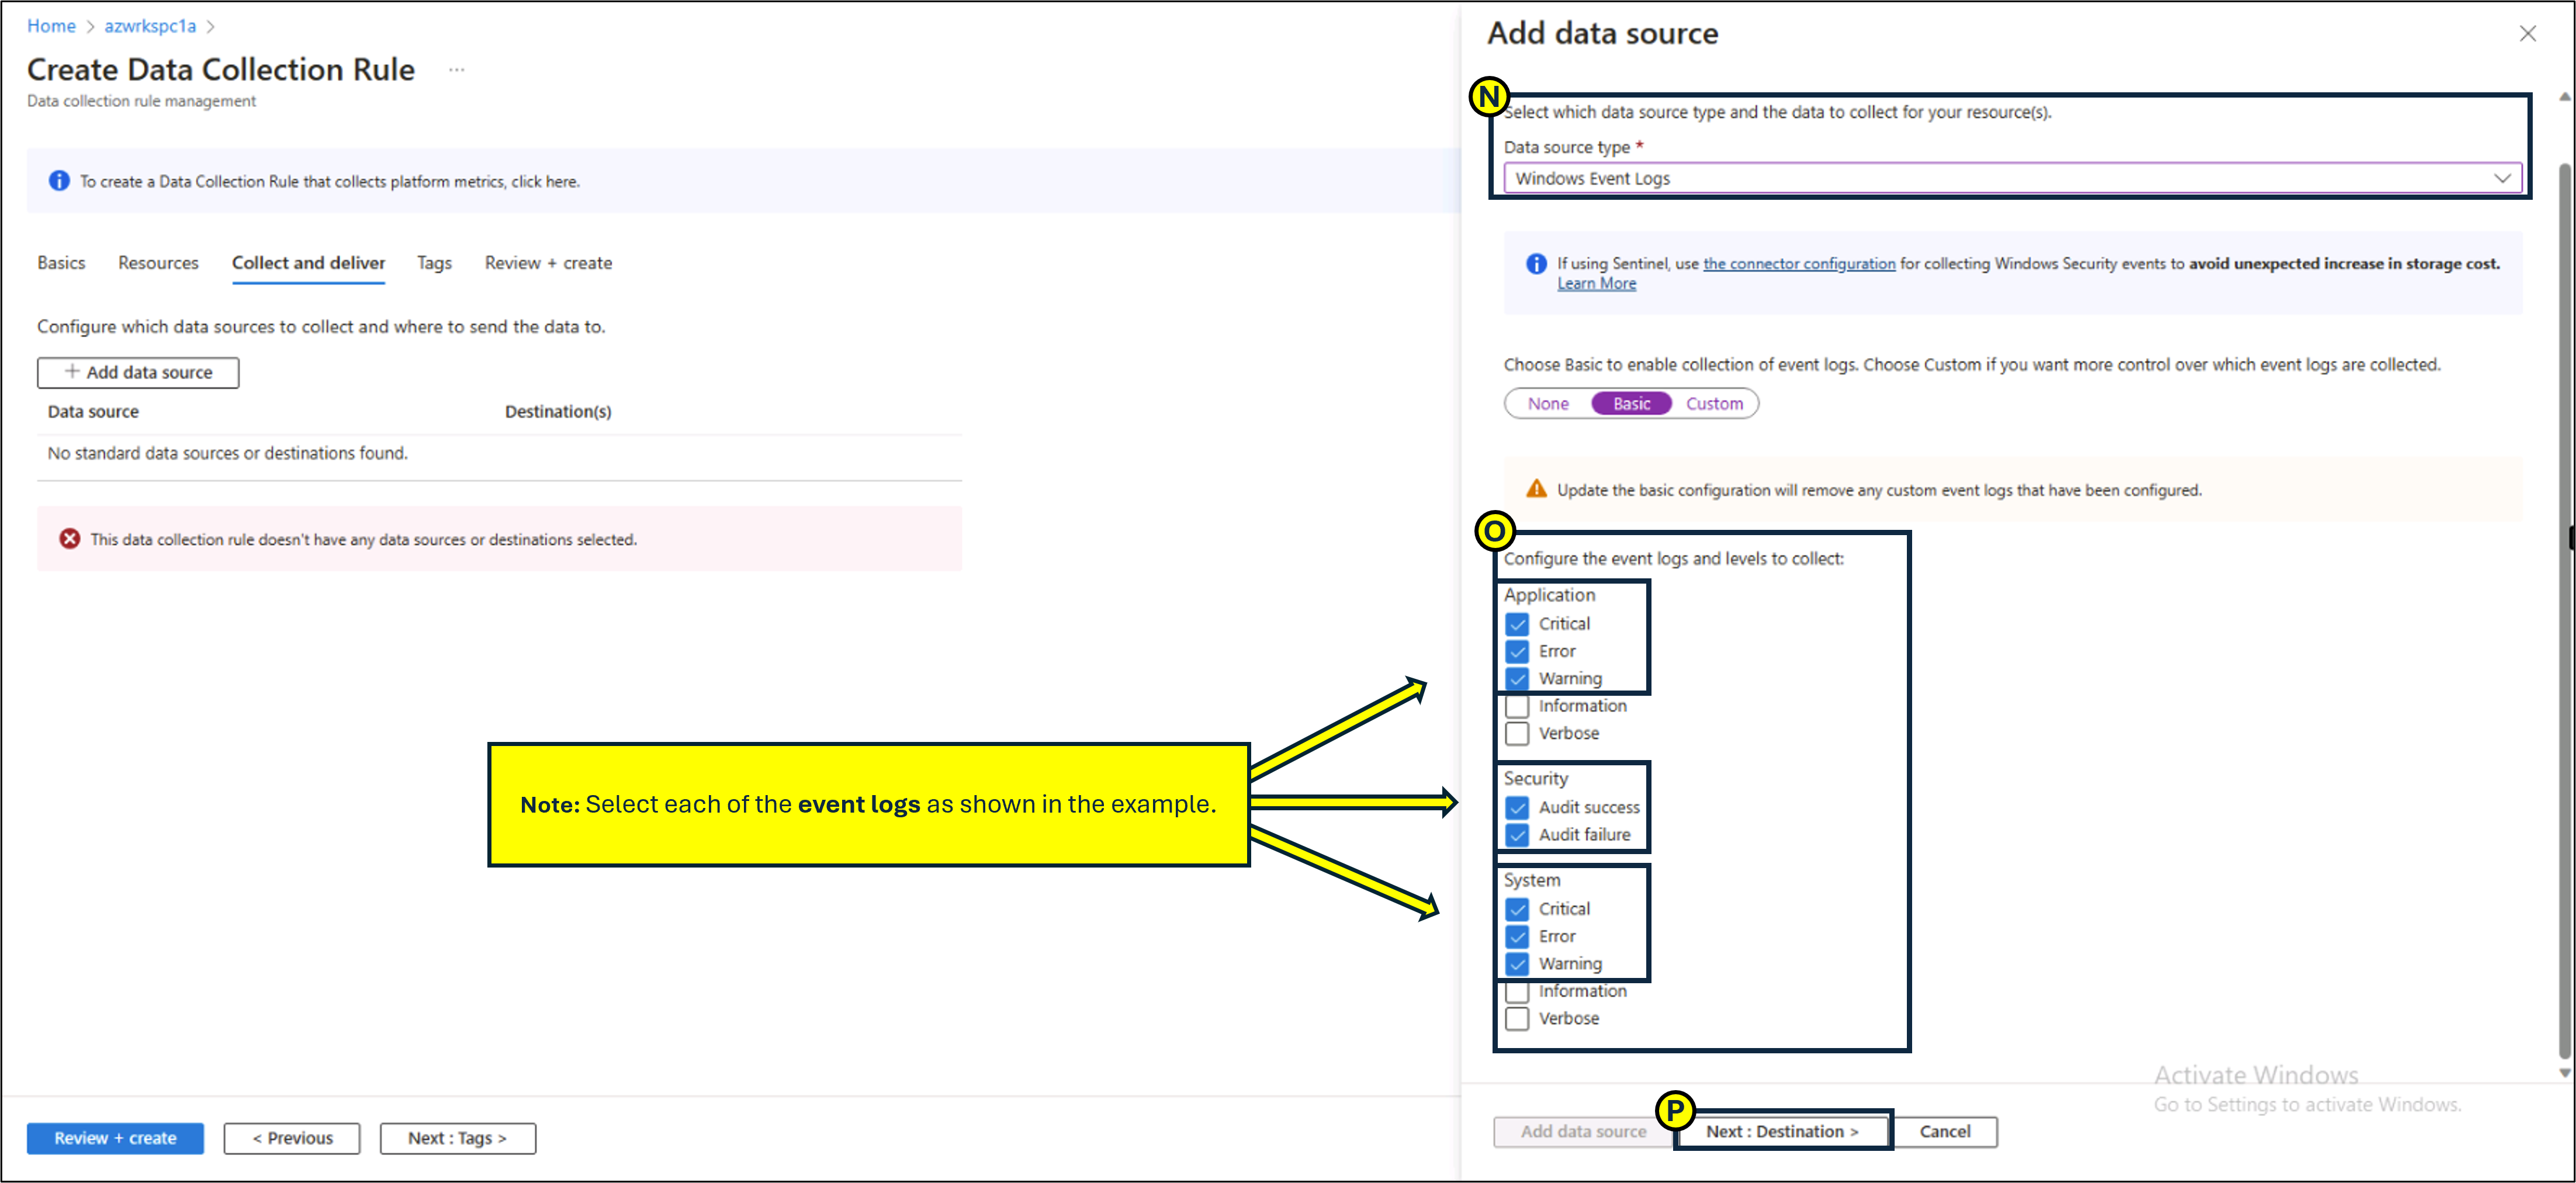 Home > azwrkspc1a >
Create Data Collection Rule ...
Data collection rule management
To create a Data Collection Rule that collects platform metrics, click here.
Basics Resources Collect and deliver Tags Review + create
Configure which data sources to collect and where to send the data to.
+ Add data source
Data source Destination(s)
No standard data sources or destinations found.
This data collection rule doesn't have any data sources or destinations selected.
Note: Select each of the event logs as shown in the example.
Review + create < Previous Next : Tags >
Add data source
N
Select which data source type and the data to collect for your resource(s).
Data source type *
Windows Event Logs
If using Sentinel, use the connector configuration for collecting Windows Security events to avoid unexpected increase in storage cost.
Learn More
Choose Basic to enable collection of event logs. Choose Custom if you want more control over which event logs are collected.
None Basic Custom
Update the basic configuration will remove any custom event logs that have been configured.
O
Configure the event logs and levels to collect:
Application
Critical
Error
Warning
Information
Verbose
Security
Audit success
Audit failure
System
Critical
Error
Warning
Information
Verbose
Activate Windows
Go to Settings to activate Windows.
P
Add data source Next : Destination > Cancel